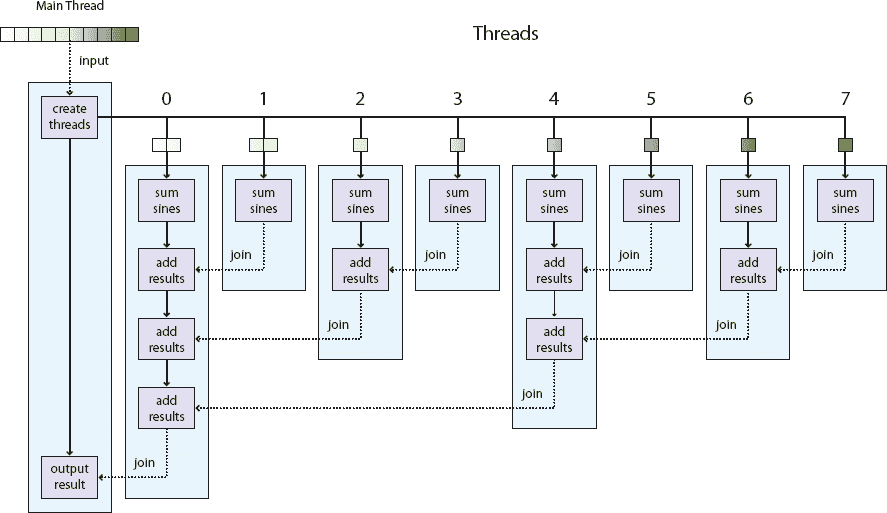 Main Thread
Threads
input
0 1 2 3 4 5 6 7
create
threads
sum
sines
sum
sines
sum
sines
sum
sines
sum
sines
sum
sines
sum
sines
sum
sines
add
results
join
add
results
join
add
results
join
add
results
join
add
results
join
add
results
join
add
results
join
output
result
join